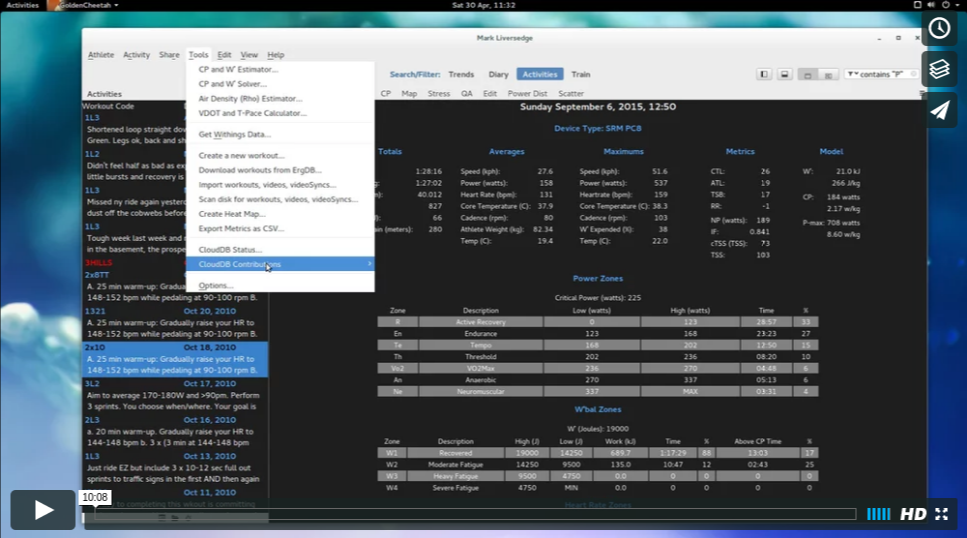 Activities GoldenCheetah Sat 30 Apr, 11:32
Mark Liversedge
Athlete Activity Share Tools Edit View Help
CP and W' Estimator...
CP and W' Solver...
Air Density (Rho) Estimator...
VDOT and T-Pace Calculator...
Get Withings Data...
Create a new workout...
Download workouts from ErgDB...
Import workouts, videos, videoSyncs...
Scan disk for workouts, videos, videoSyncs...
Create Heat Map...
Export Metrics as CSV...
CloudDB Status...
CloudDB Contributions
Options...
Search/Filter: Trends Diary Activities Train contains "P"
Activities
CP Map Stress QA Edit Power Dist Scatter
Workout Code
1L3
Shortened loop straight dow
Green. Legs ok, back and sh
1L2
Didn't feel half as bad as exp
little bursts and recovery is
1L3
Missed ny ride again yesterd
dust off the cobwebs before
1L3
Tough week last week and
in the basement, the prospe
3HILLS
2xBTT
A. 25 min warm-up: Gradually raise your HR to
148-152 bpm while pedaling at 90-100 rpm B.
1321 Oct 20, 2010
A. 25 min warm-up: Gradually raise your HR to
148-152 bpm while pedaling at 90-100 rpm B.
2x10 Oct 18, 2010
A. 25 min warm-up: Gradually raise your HR to
148-152 bpm while pedaling at 90-100 rpm B.
3L2 Oct 17, 2010
Aim to average 170-180W and >90pm. Perform
3 sprints. You choose when/where. Your goal is
2L3 Oct 16, 2010
a. 20 min warm-up. Gradually raise your HR to
144-148 bpm b. 3 x (3 min at 144-148 bpm
1L3 Oct 13, 2010
Just ride EZ but include 3 x 10-12 sec full out
sprints to traffic signs in the first AND then again
Oct 11, 2010
to completing this wkout is committing
Sunday September 6, 2015, 12:50
Device Type: SRM PC8
Totals Averages Maximums Metrics Model
1:28:16 Speed (kph): 27.6 Speed (kph): 51.6 CTL: 26 W': 21.0 kJ
1:27:02 Power (watts): 158 Power (watts): 537 ATL: 19 266 J/kg
40.012 Heart Rate (bpm): 131 Heartrate (bpm): 159 TSB: 17 CP: 184 watts
827 Core Temperature (C): 37.9 Core Temperature (C): 38.3 RR: -1 2.17 w/kg
66 Cadence (rpm): 80 Cadence (rpm): 103 NP (watts): 189 P-max: 708 watts
(meters): 280 Athlete Weight (kg): 82.34 W' Expended (%): 38 IF: 0.841 8.60 w/kg
Temp (C): 19.4 Temp (C): 22.0 cTSS (TSS): 73
TSS: 103
Power Zones
Critical Power (watts): 225
Zone Description Low (watts) High (watts) Time %
R Active Recovery 0 123 28:57 33
En Endurance 123 168 23:23 27
Te Tempo 168 202 12:50 15
Th Threshold 202 236 08:20 10
Vo2 VO2Max 236 270 04:48 6
An Anaerobic 270 337 05:13 6
Ne Neuromuscular 337 MAX 03:31 4
W'bal Zones
W' (Joules): 19000
Zone Description High (J) Low (J) Work (kJ) Time % Above CP Time %
W1 Recovered 19000 14250 689.7 1:17:29 88 13:03 17
W2 Moderate Fatigue 14250 9500 135.0 10:47 12 02:43 25
W3 Heavy Fatigue 9500 4750 0.0 0 0 0 0
W4 Severe Fatigue 4750 MIN 0.0 0 0 0 0
Heart Rate Zones
10:08
HD